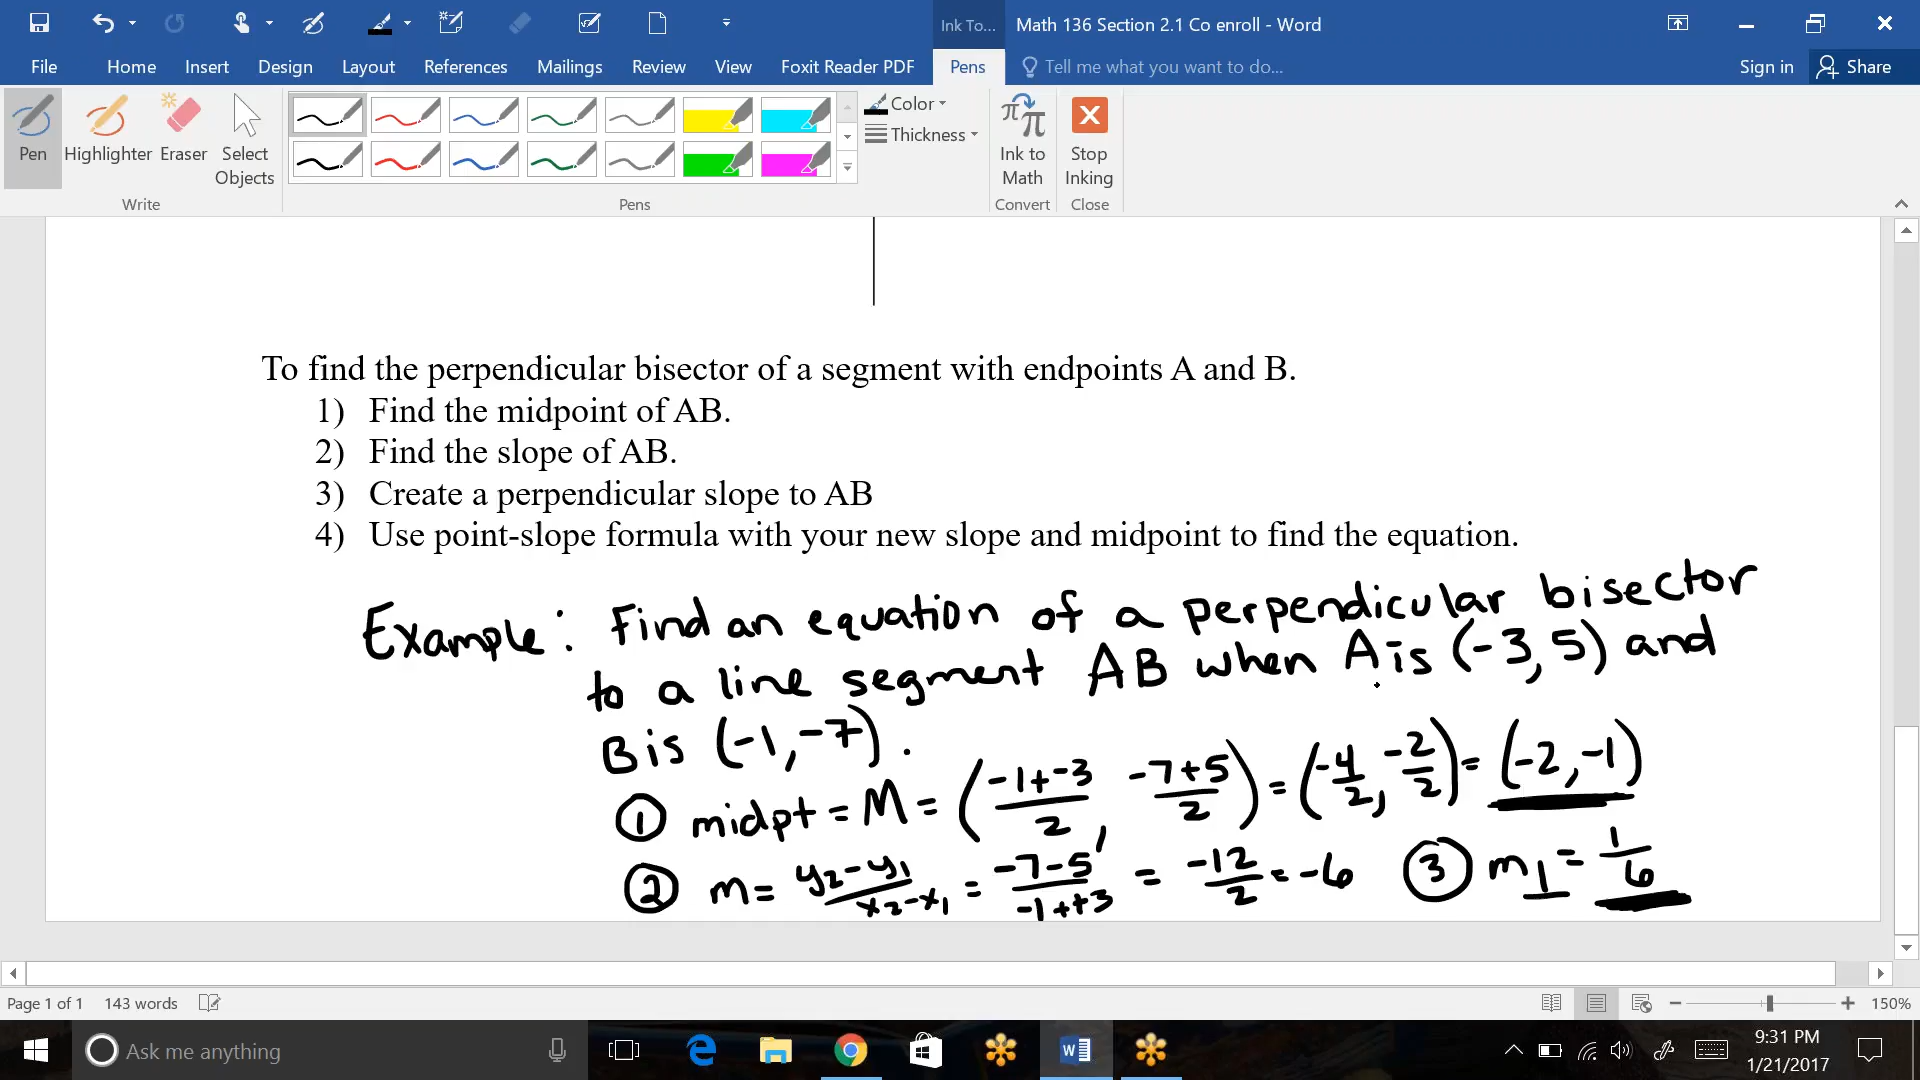 Ink To...
Math 136 Section 2.1 Co enroll - Word
File Home Insert Design Layout References Mailings Review View Foxit Reader PDF Pens Tell me what you want to do... Sign in Share
Pen Highlighter Eraser Select Objects
Color
Thickness
Ink to Math
Stop Inking
Write Pens Convert Close
To find the perpendicular bisector of a segment with endpoints A and B.
1) Find the midpoint of AB.
2) Find the slope of AB.
3) Create a perpendicular slope to AB
4) Use point-slope formula with your new slope and midpoint to find the equation.
Example: Find an equation of a perpendicular bisector
to a line segment AB when A is (-3, 5) and
B is (-1, -7).
① midpt = M = (-1+-3/2, -7+5/2) = (-4/2, -2/2) = (-2, -1)
② m = y2-y1/x2-x1 = -7-5/-1++3 = -12/2 = -6 ③ m⊥ = 1/6
Page 1 of 1 143 words 150%
Ask me anything
9:31 PM
1/21/2017